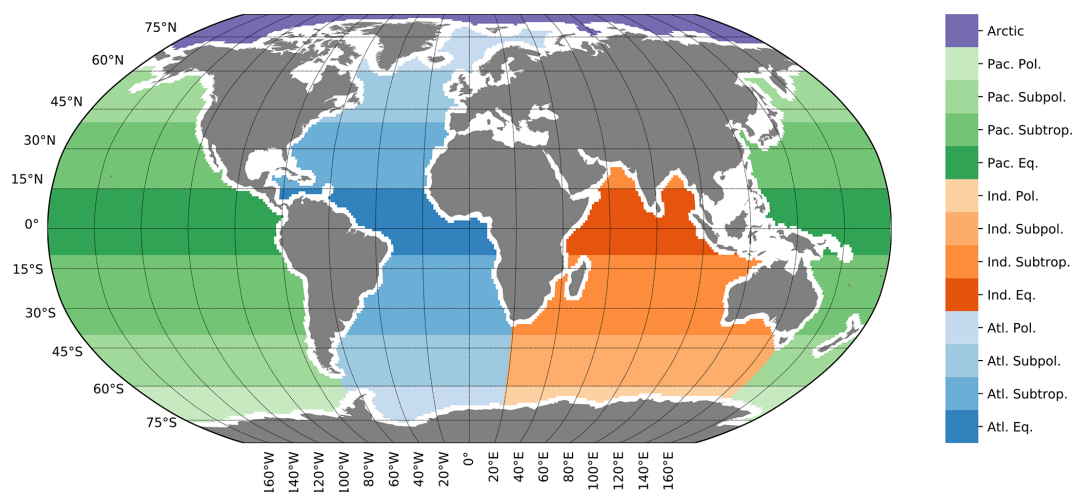 75°N
60°N
45°N
30°N
15°N
0°
15°S
30°S
45°S
60°S
75°S
160°W
140°W
120°W
100°W
80°W
60°W
40°W
20°W
0°
20°E
40°E
60°E
80°E
100°E
120°E
140°E
160°E
Arctic
Pac. Pol.
Pac. Subpol.
Pac. Subtrop.
Pac. Eq.
Ind. Pol.
Ind. Subpol.
Ind. Subtrop.
Ind. Eq.
Atl. Pol.
Atl. Subpol.
Atl. Subtrop.
Atl. Eq.